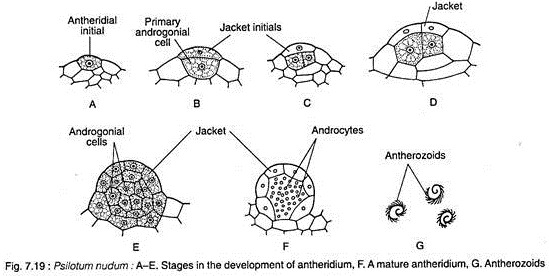 Antheridial
initial
Primary
androgonial
cell
Jacket initials
Jacket
A
B
C
D
Androgonial
cells
Jacket
Androcytes
Antherozoids
E
F
G
Fig. 7.19 : Psilotum nudum : A–E. Stages in the development of antheridium, F. A mature antheridium, G. Antherozoids